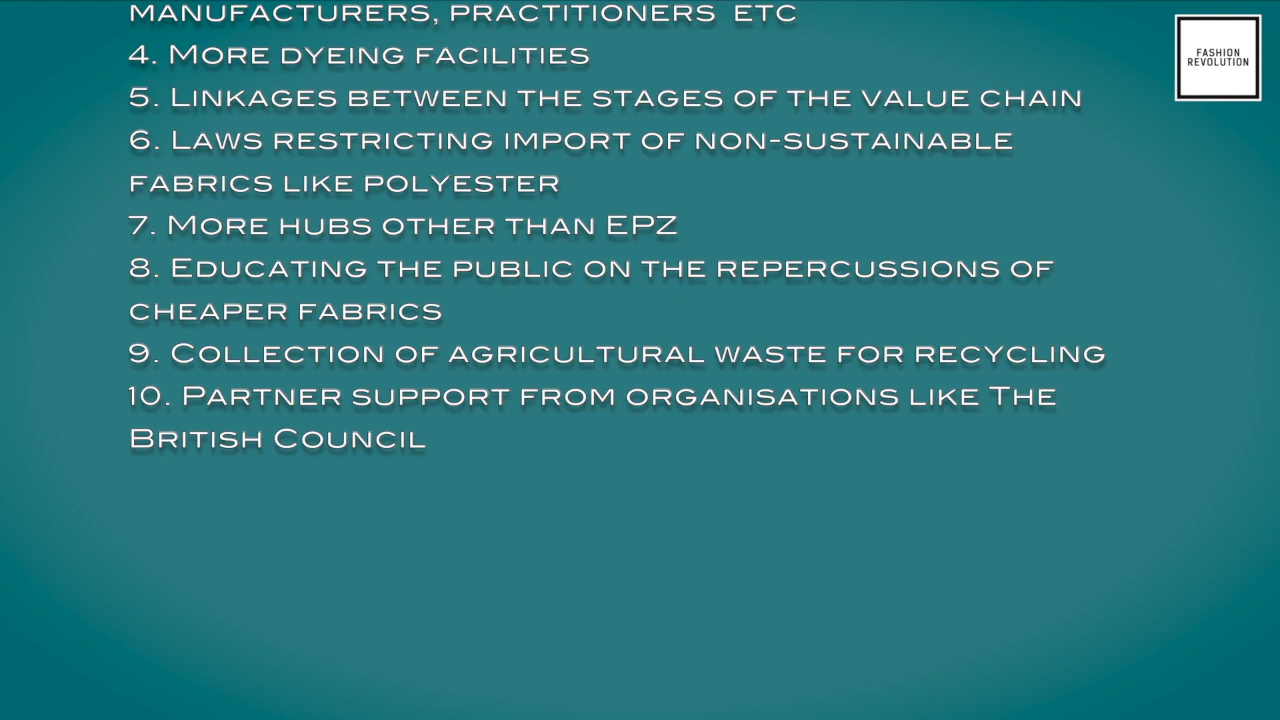 MANUFACTURERS, PRACTITIONERS ETC
4. MORE DYEING FACILITIES
5. LINKAGES BETWEEN THE STAGES OF THE VALUE CHAIN
6. LAWS RESTRICTING IMPORT OF NON-SUSTAINABLE
FABRICS LIKE POLYESTER
7. MORE HUBS OTHER THAN EPZ
8. EDUCATING THE PUBLIC ON THE REPERCUSSIONS OF
CHEAPER FABRICS
9. COLLECTION OF AGRICULTURAL WASTE FOR RECYCLING
10. PARTNER SUPPORT FROM ORGANISATIONS LIKE THE
BRITISH COUNCIL
FASHION
REVOLUTION